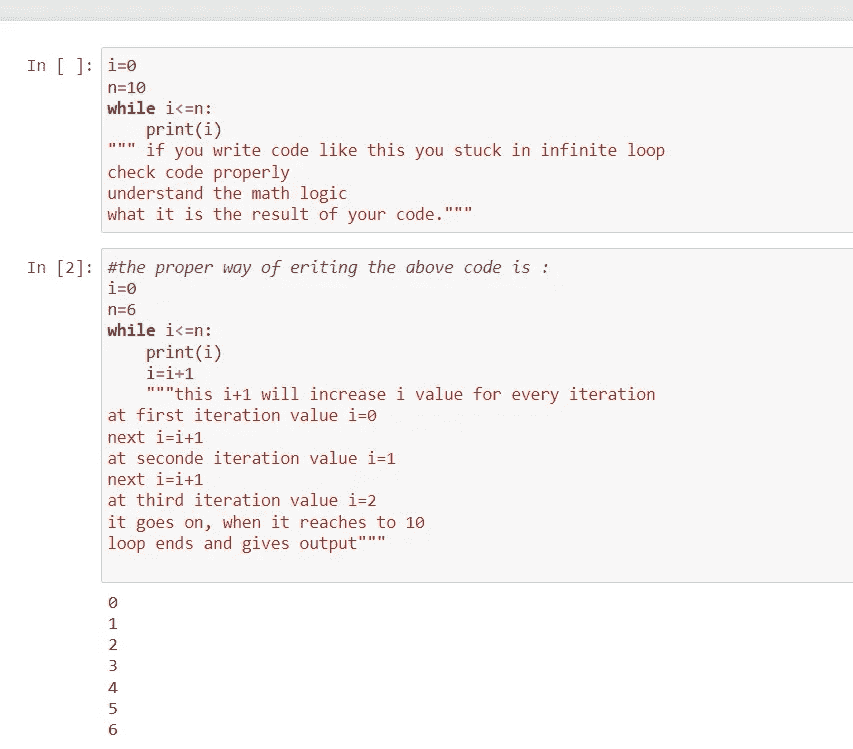 In [ ]: i=0
n=10
while i<=n:
    print(i)
""" if you write code like this you stuck in infinite loop
check code properly
understand the math logic
what it is the result of your code."""
In [2]: #the proper way of eriting the above code is :
i=0
n=6
while i<=n:
    print(i)
    i=i+1
    """this i+1 will increase i value for every iteration
at first iteration value i=0
next i=i+1
at seconde iteration value i=1
next i=i+1
at third iteration value i=2
it goes on, when it reaches to 10
loop ends and gives output"""
0
1
2
3
4
5
6